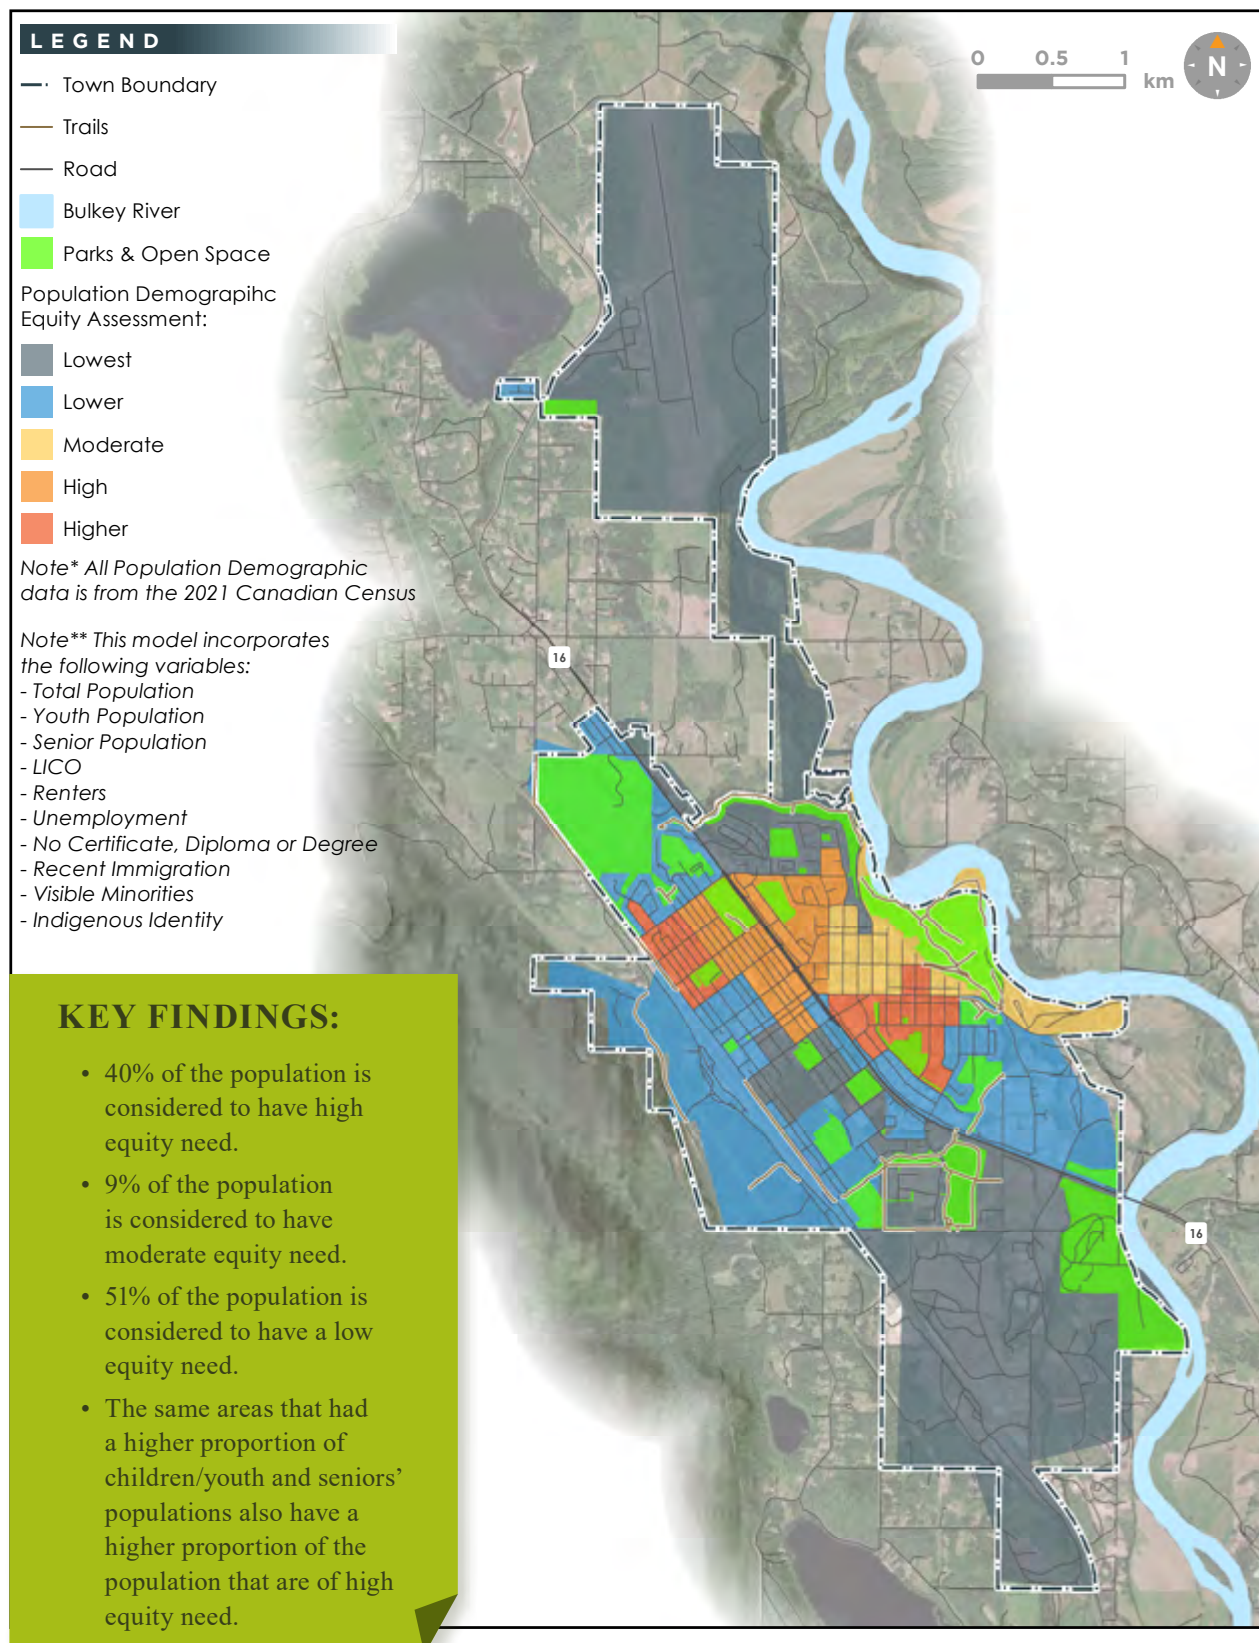 LEGEND
Town Boundary
Trails
Road
Bulkey River
Parks & Open Space
Population Demograpihc
Equity Assessment:
Lowest
Lower
Moderate
High
Higher
Note* All Population Demographic
data is from the 2021 Canadian Census
Note** This model incorporates
the following variables:
- Total Population
- Youth Population
- Senior Population
- LICO
- Renters
- Unemployment
- No Certificate, Diploma or Degree
- Recent Immigration
- Visible Minorities
- Indigenous Identity
0 0.5 1
km
N
16
16
KEY FINDINGS:
• 40% of the population is
considered to have high
equity need.
• 9% of the population
is considered to have
moderate equity need.
• 51% of the population is
considered to have a low
equity need.
• The same areas that had
a higher proportion of
children/youth and seniors’
populations also have a
higher proportion of the
population that are of high
equity need.